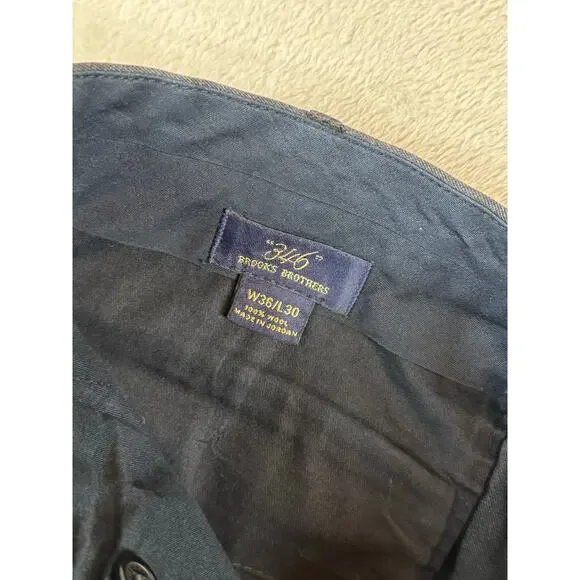 "346"
BROOKS BROTHERS
W36/L30
100% WOOL
MADE IN JORDAN